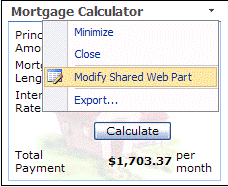 Mortgage Calculator
Minimize
Close
Modify Shared Web Part
Export...
Princ
Amo
Mort
Leng
Inter
Rate
Calculate
Total Payment $1,703.37 per month